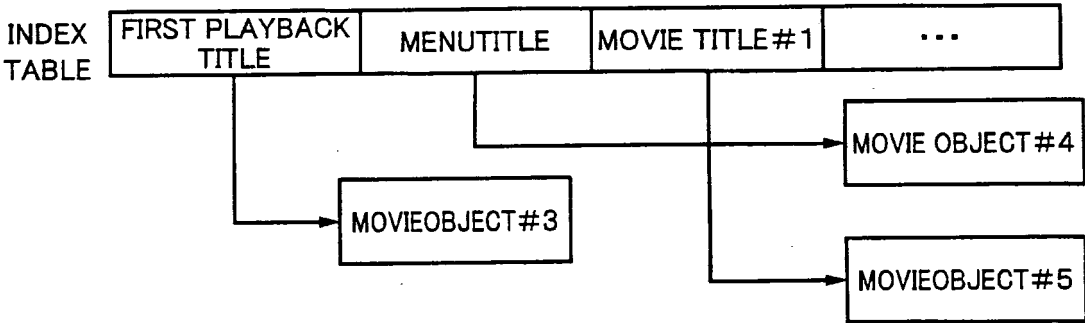 INDEX
TABLE
FIRST PLAYBACK
TITLE
MENUTITLE
MOVIE TITLE#1
...
MOVIE OBJECT#4
MOVIEOBJECT#3
MOVIEOBJECT#5